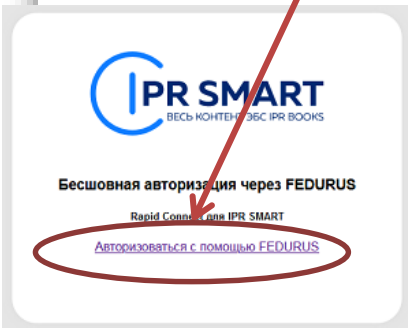 IPR SMART
ВЕСЬ КОНТЕНТ ЭБС IPR BOOKS
Бесшовная авторизация через FEDURUS
Rapid Connect для IPR SMART
Авторизоваться с помощью FEDURUS